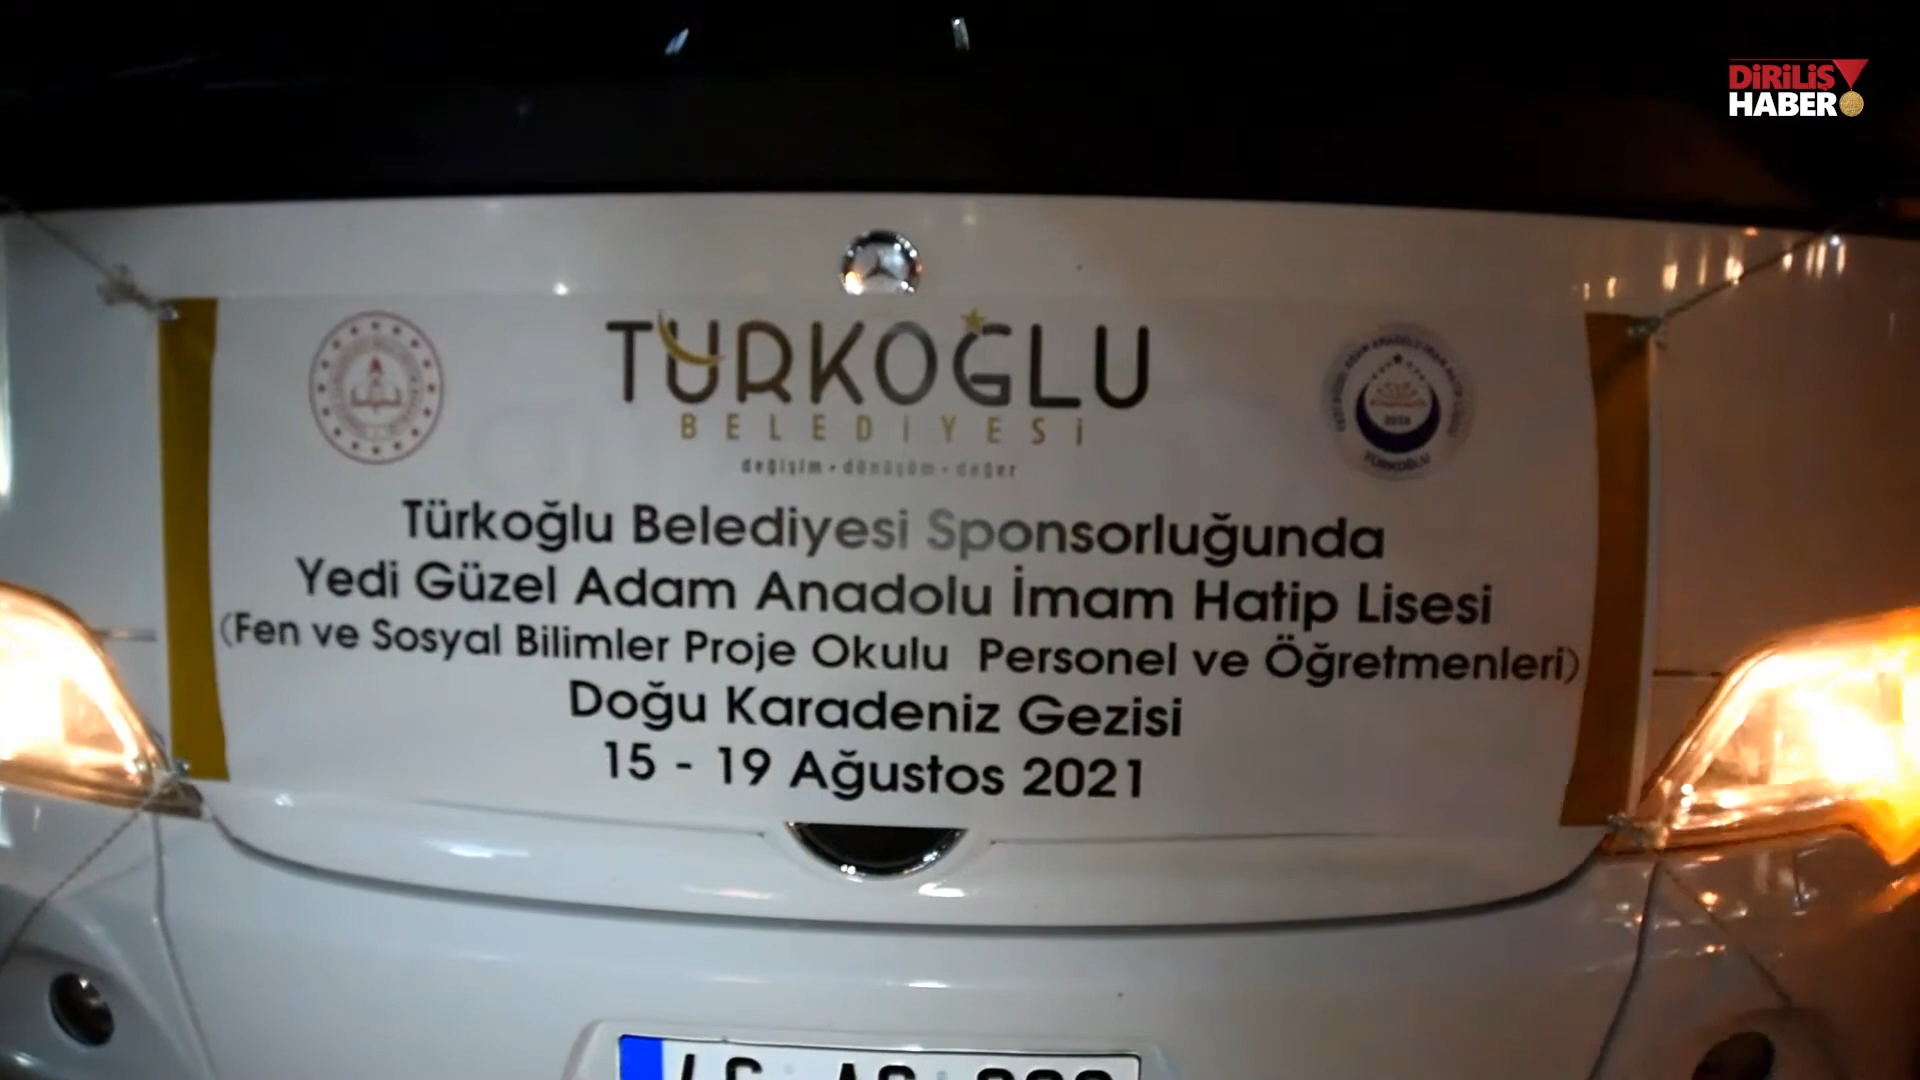 DİRİLİŞ
HABER
TÜRKOĞLU
BELEDİYESİ
değişim • dönüşüm • değer
TÜRKOĞLU
Türkoğlu Belediyesi Sponsorluğunda
Yedi Güzel Adam Anadolu İmam Hatip Lisesi
(Fen ve Sosyal Bilimler Proje Okulu Personel ve Öğretmenleri)
Doğu Karadeniz Gezisi
15 - 19 Ağustos 2021